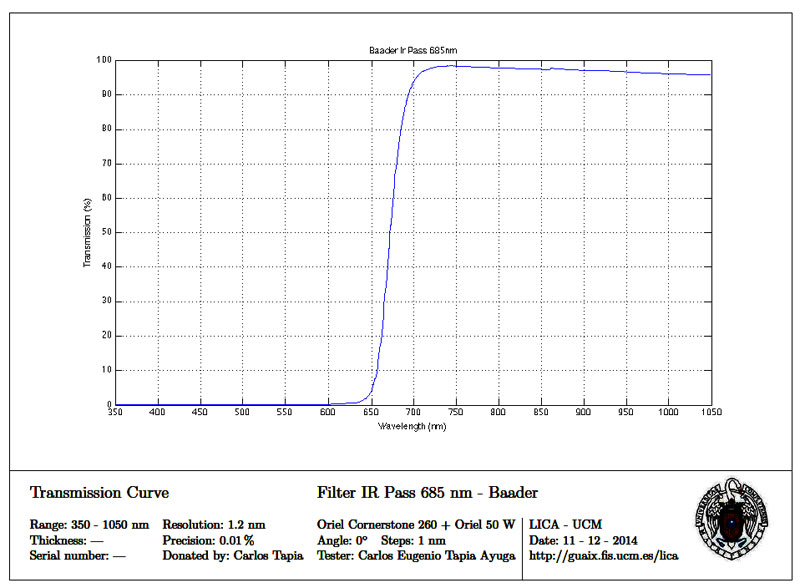 Baader Ir Pass 685nm
100
90
80
70
60
50
40
30
20
10
0
Transmission (%)
350 400 450 500 550 600 650 700 750 800 850 900 950 1000 1050
Wavelength (nm)
Transmission Curve
Range: 350 - 1050 nm Resolution: 1.2 nm
Thickness: — Precision: 0.01 %
Serial number: — Donated by: Carlos Tapia
Filter IR Pass 685 nm - Baader
Oriel Cornerstone 260 + Oriel 50 W
Angle: 0° Steps: 1 nm
Tester: Carlos Eugenio Tapia Ayuga
LICA - UCM
Date: 11 - 12 - 2014
http://guaix.fis.ucm.es/lica